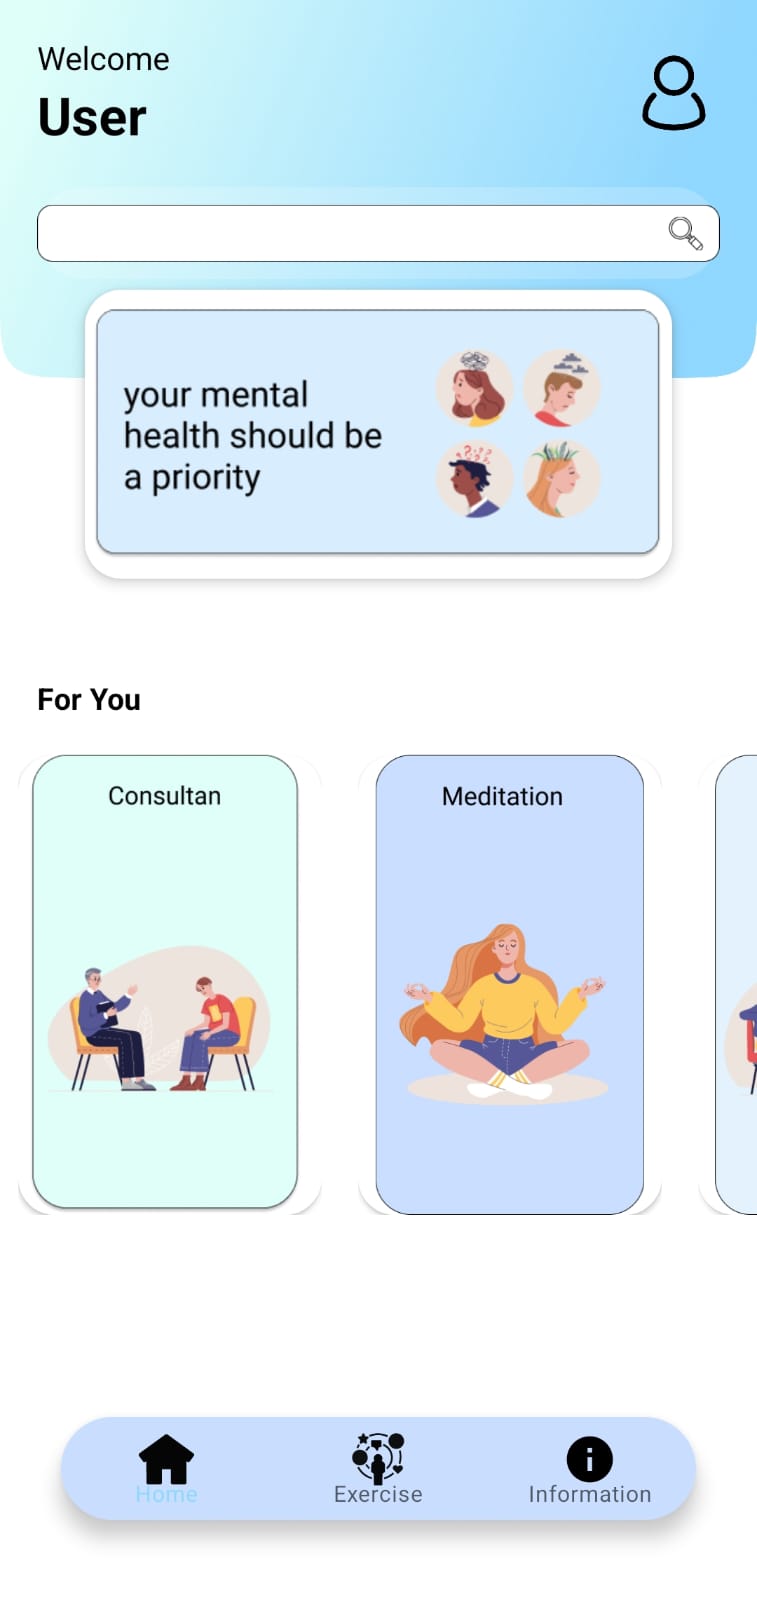 Welcome
User
your mental
health should be
a priority
For You
Consultan
Meditation
Home
Exercise
Information